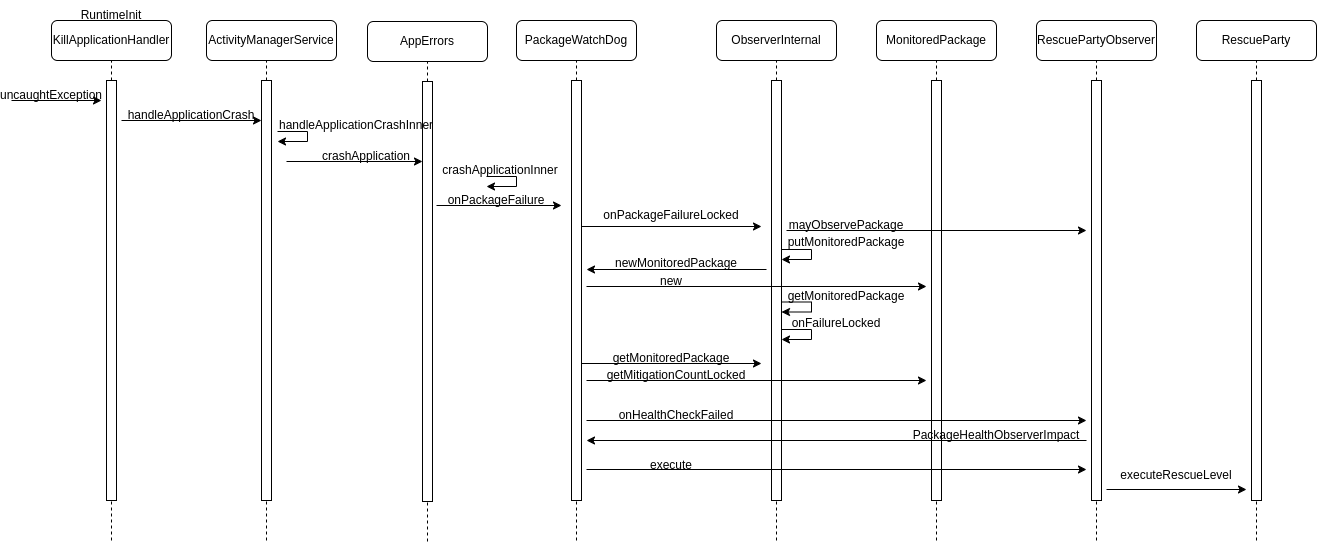 RuntimeInit
KillApplicationHandler
ActivityManagerService
AppErrors
PackageWatchDog
ObserverInternal
MonitoredPackage
RescuePartyObserver
RescueParty
uncaughtException
handleApplicationCrash
handleApplicationCrashInner
crashApplication
crashApplicationInner
onPackageFailure
onPackageFailureLocked
mayObservePackage
putMonitoredPackage
newMonitoredPackage
new
getMonitoredPackage
onFailureLocked
getMonitoredPackage
getMitigationCountLocked
onHealthCheckFailed
PackageHealthObserverImpact
execute
executeRescueLevel